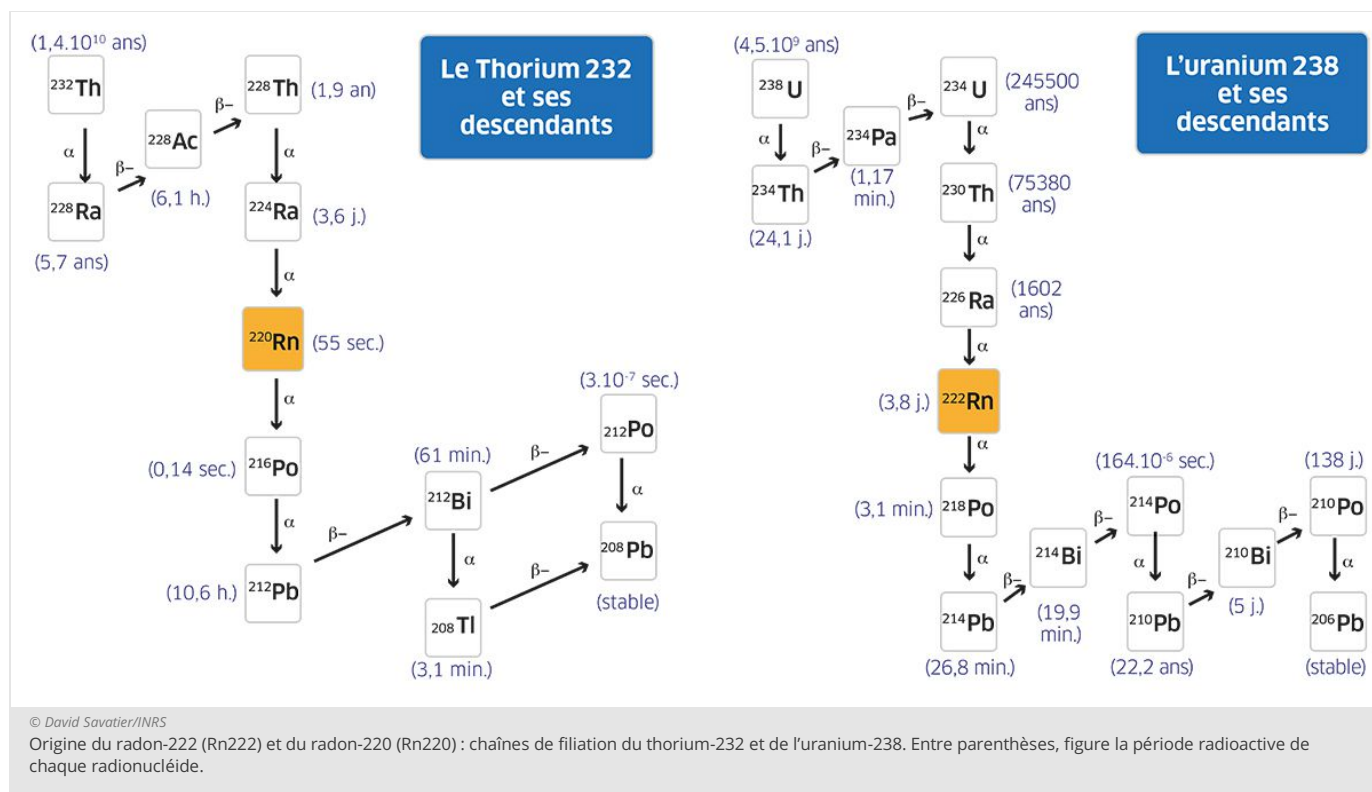 (1,4.10¹⁰ ans)
²³²Th
α
²²⁸Ra
(5,7 ans)
β–
²²⁸Ac
(6,1 h.)
β–
²²⁸Th
(1,9 an)
α
²²⁴Ra
(3,6 j.)
α
²²⁰Rn
(55 sec.)
α
(0,14 sec.)
²¹⁶Po
α
(10,6 h.)
²¹²Pb
β–
(61 min.)
²¹²Bi
α
²⁰⁸Tl
(3,1 min.)
β–
(3.10⁻⁷ sec.)
²¹²Po
α
β–
²⁰⁸Pb
(stable)
Le Thorium 232
et ses
descendants
(4,5.10⁹ ans)
²³⁸U
α
²³⁴Th
(24,1 j.)
β–
²³⁴Pa
(1,17
min.)
β–
²³⁴U
(245500
ans)
α
²³⁰Th
(75380
ans)
α
²²⁶Ra
(1602
ans)
α
(3,8 j.)
²²²Rn
α
(3,1 min.)
²¹⁸Po
α
²¹⁴Pb
(26,8 min.)
β–
²¹⁴Bi
(19,9
min.)
β–
(164.10⁻⁶ sec.)
²¹⁴Po
α
²¹⁰Pb
(22,2 ans)
β–
²¹⁰Bi
(5 j.)
β–
(138 j.)
²¹⁰Po
α
²⁰⁶Pb
(stable)
L'uranium 238
et ses
descendants
© David Savatier/INRS
Origine du radon-222 (Rn222) et du radon-220 (Rn220) : chaînes de filiation du thorium-232 et de l'uranium-238. Entre parenthèses, figure la période radioactive de
chaque radionucléide.